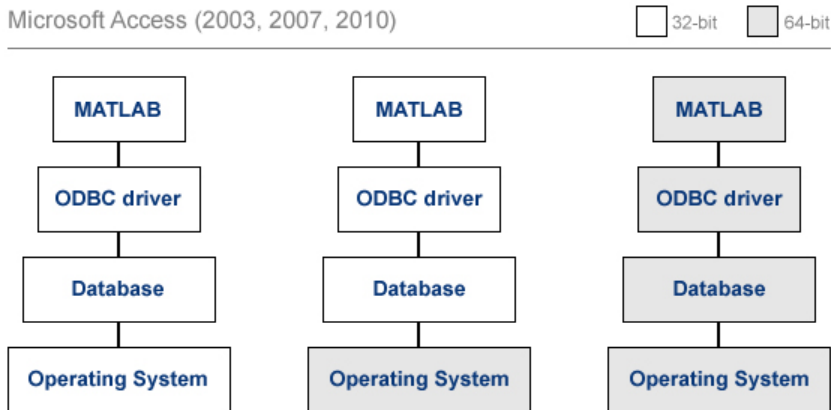 Microsoft Access (2003, 2007, 2010)
32-bit
64-bit
MATLAB
MATLAB
MATLAB
ODBC driver
ODBC driver
ODBC driver
Database
Database
Database
Operating System
Operating System
Operating System